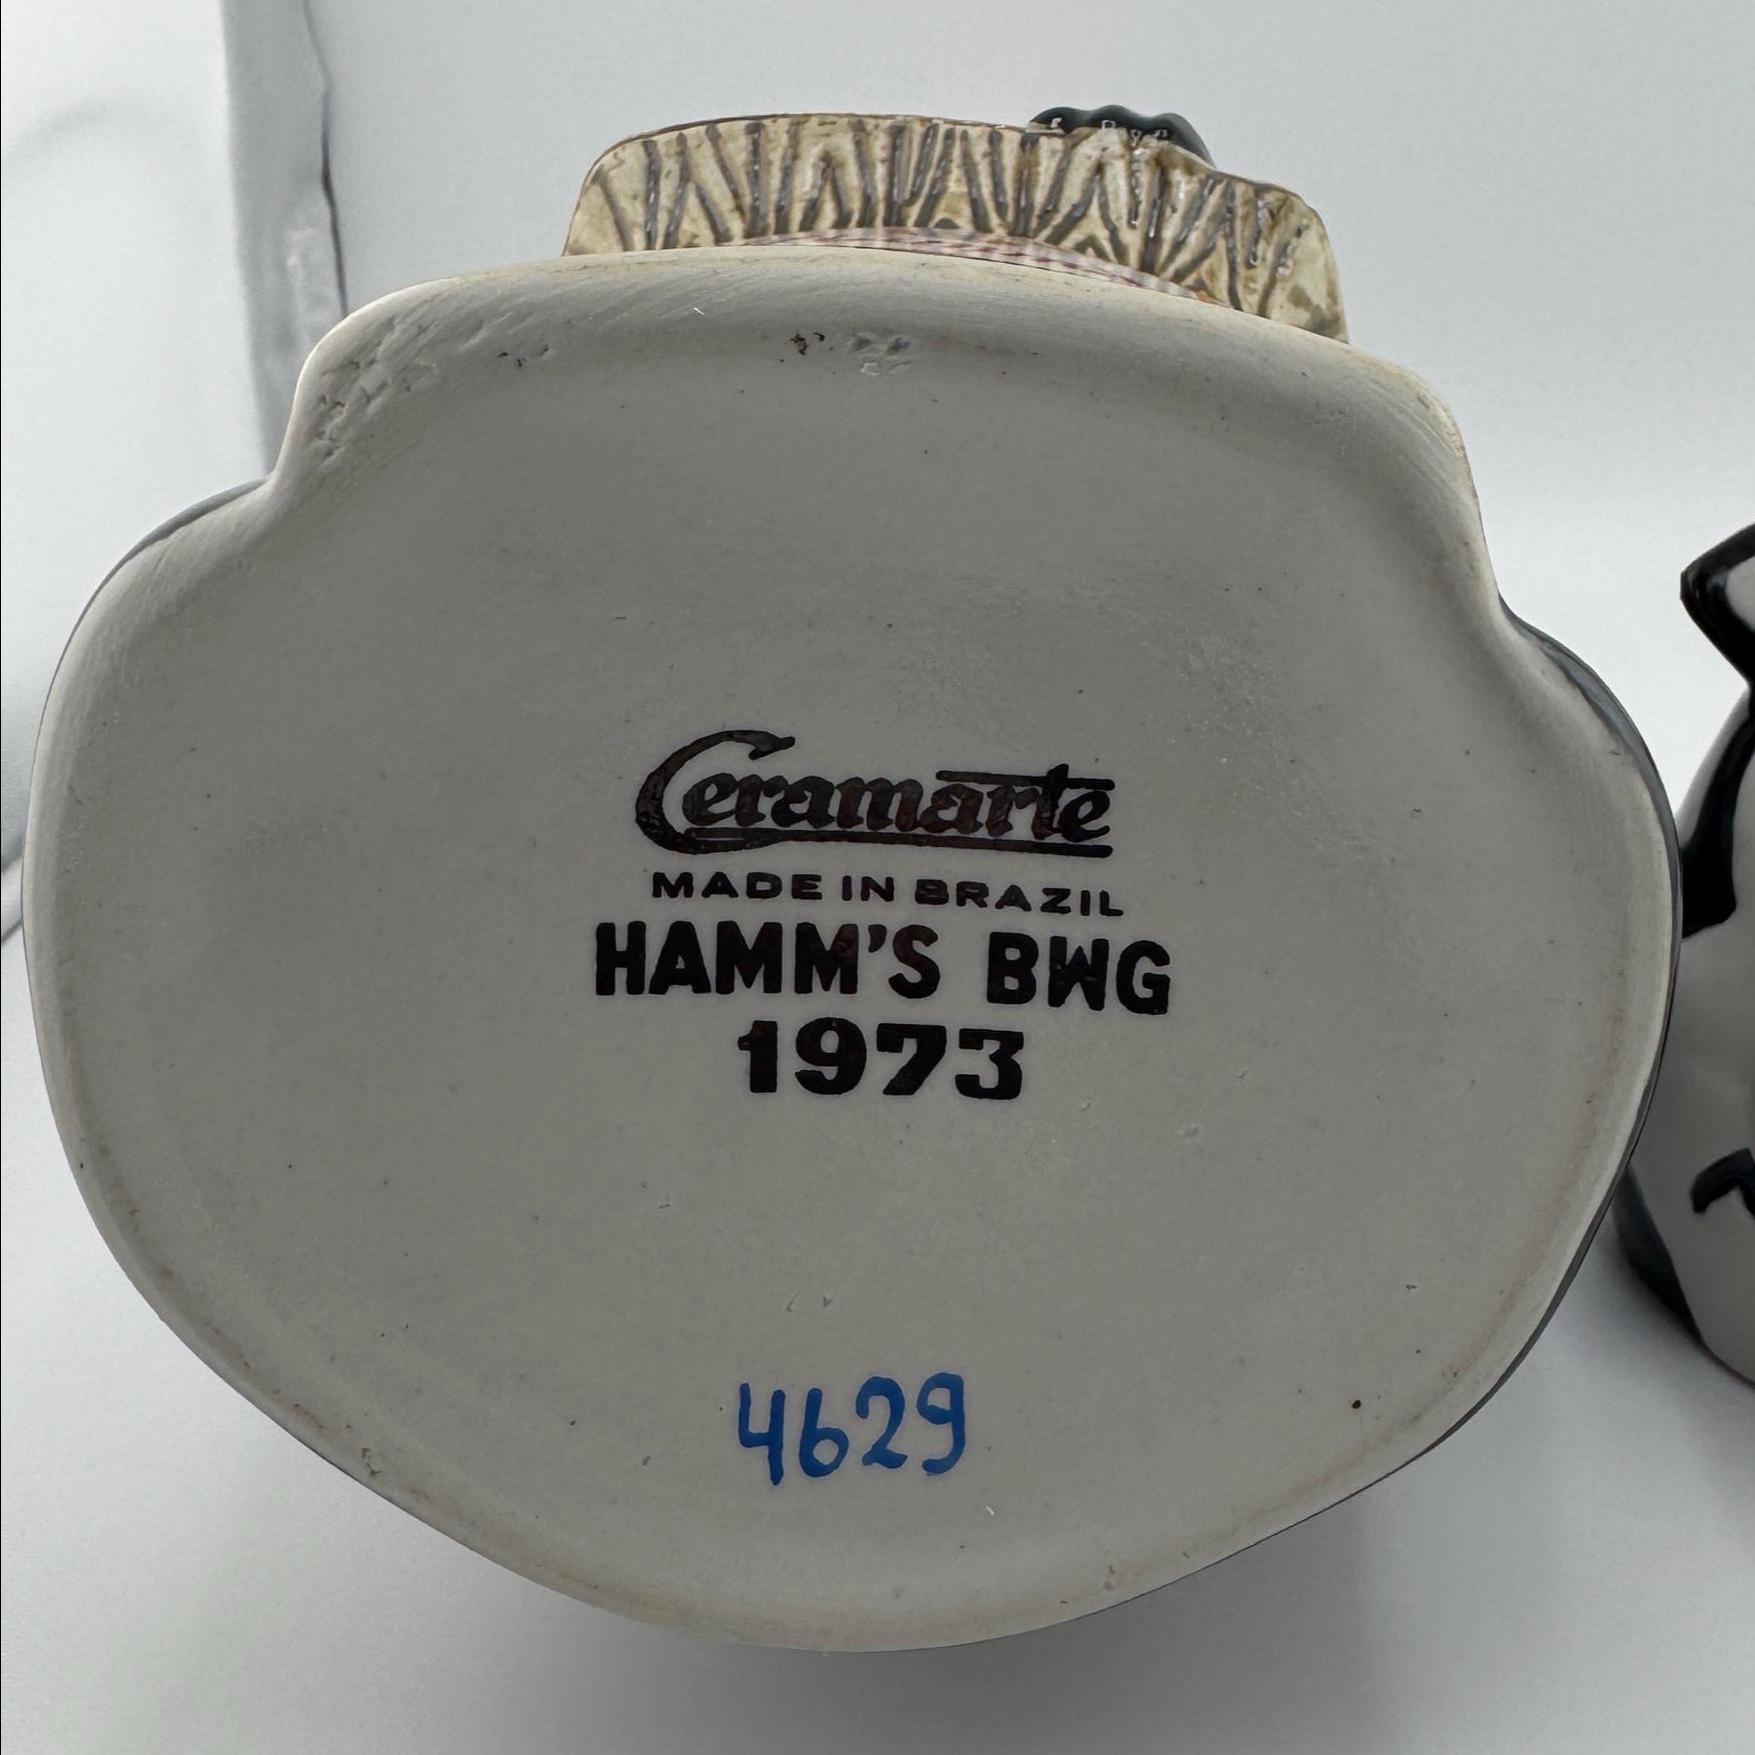 Ceramarte
MADE IN BRAZIL
HAMM'S BWG
1973
4629